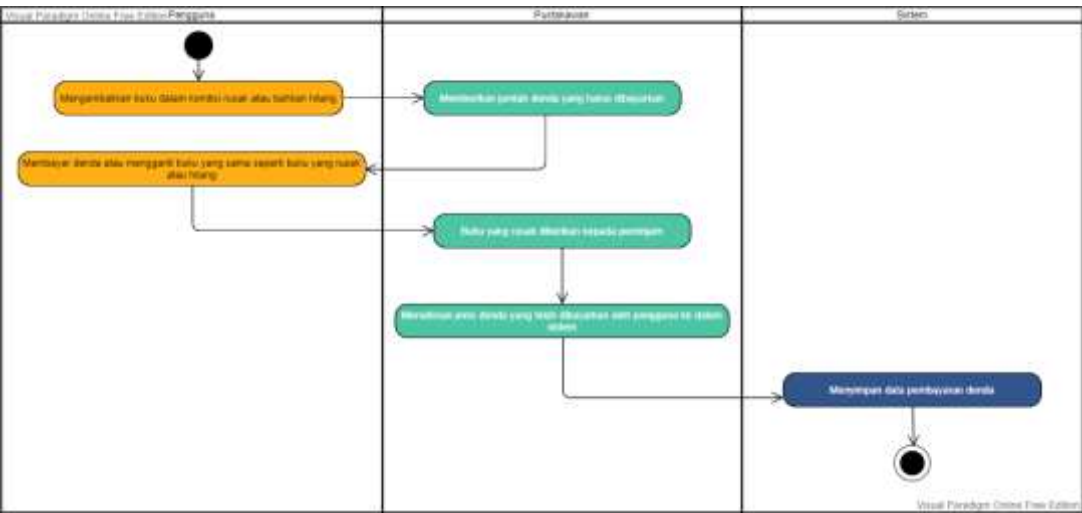 Visual Paradigm Online Free Edition
Pengguna
Pustakawan
Sistem
Mengembalikan buku dalam kondisi rusak atau bahkan hilang
Memberikan jumlah denda yang harus dibayarkan
Membayar denda atau mengganti buku yang sama seperti buku yang rusak
atau hilang
Buku yang rusak diberikan kepada peminjam
denda yang telah dibayarkan oleh pengguna ke dalam
sistem
Menyimpan data pembayaran denda
Visual Paradigm Online Free Edition